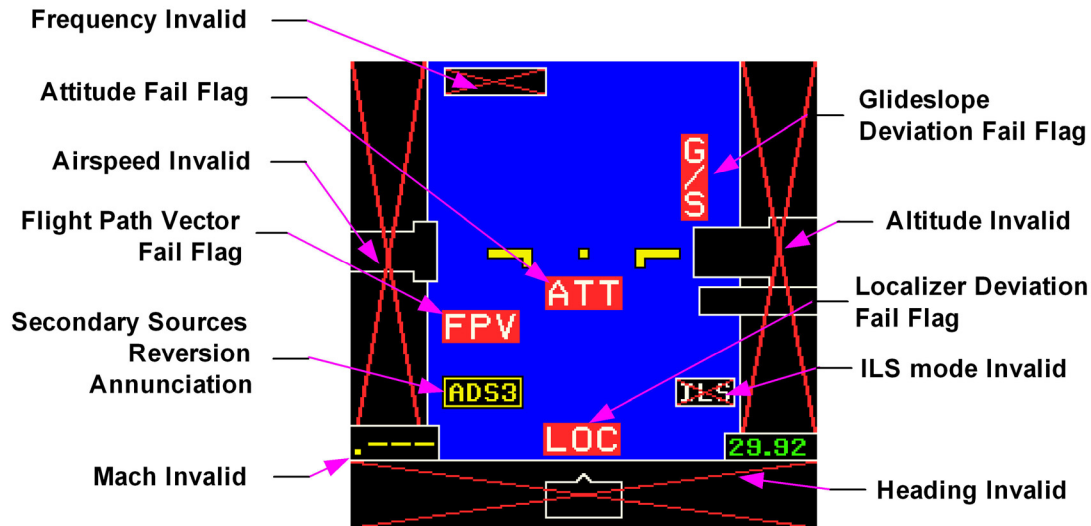 Frequency Invalid
Attitude Fail Flag
Airspeed Invalid
Flight Path Vector
Fail Flag
Secondary Sources
Reversion
Annunciation
Mach Invalid
G/S
ATT
FPV
ADS3
ILS
LOC
.---
29.92
Glideslope
Deviation Fail Flag
Altitude Invalid
Localizer Deviation
Fail Flag
ILS mode Invalid
Heading Invalid